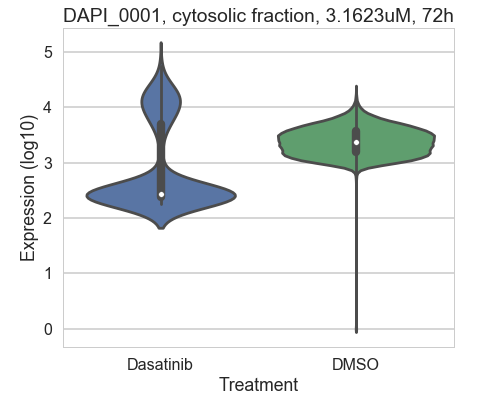 DAPI_0001, cytosolic fraction, 3.1623uM, 72h
Expression (log10)
5
4
3
2
1
0
Dasatinib
DMSO
Treatment